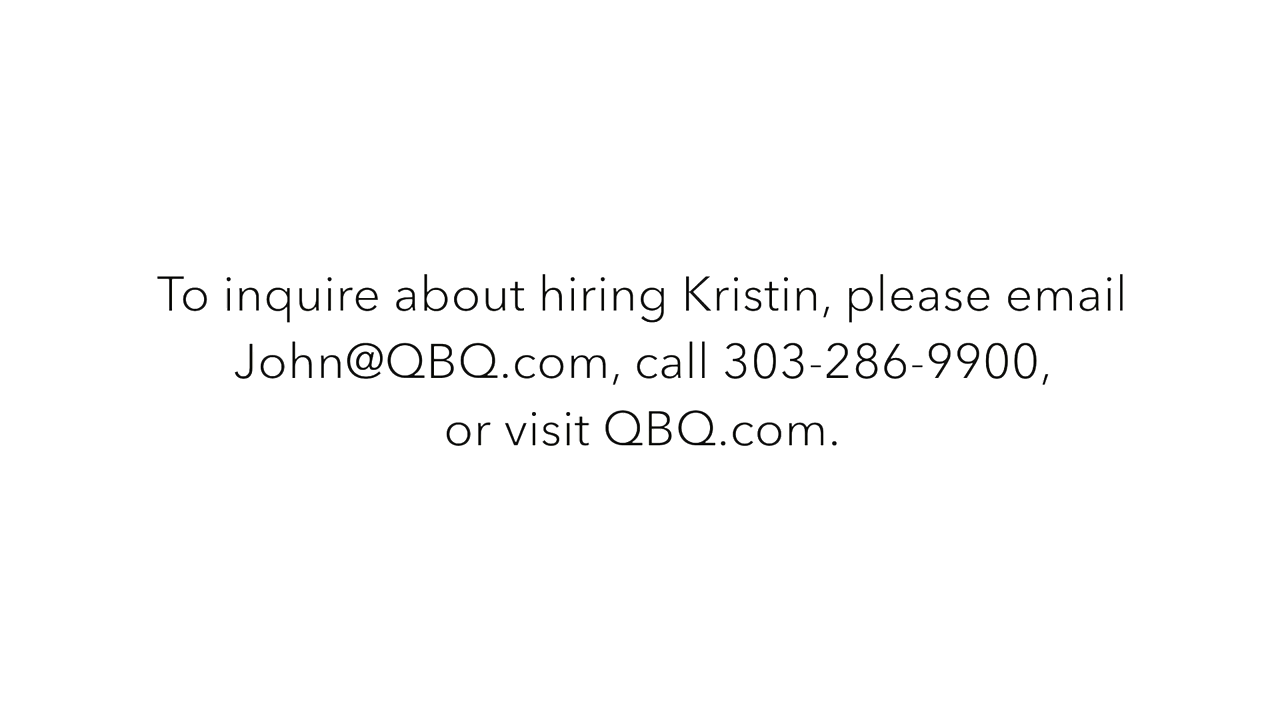 To inquire about hiring Kristin, please email
John@QBQ.com, call 303-286-9900,
or visit QBQ.com.